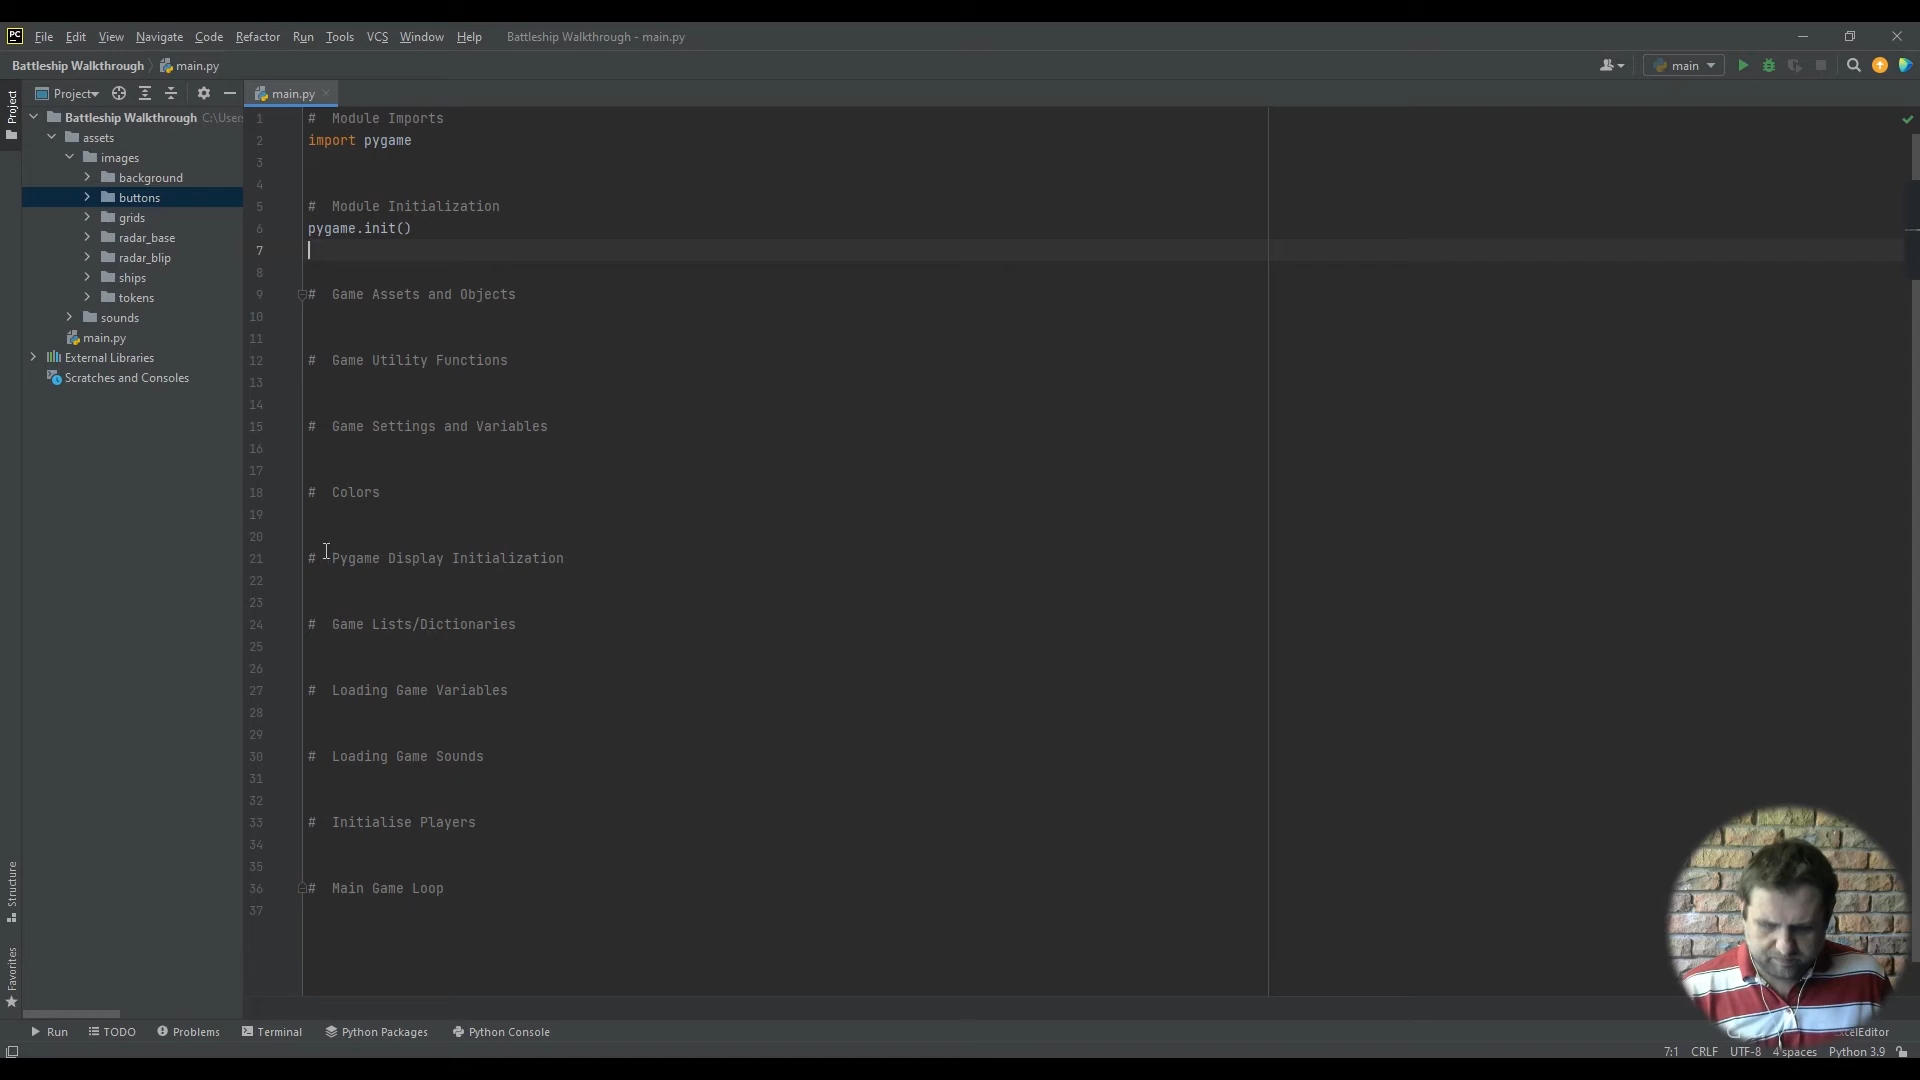 PC File Edit View Navigate Code Refactor Run Tools VCS Window Help Battleship Walkthrough - main.py
Battleship Walkthrough main.py main
Project main.py
Project
Battleship Walkthrough C:\User
assets
images
background
buttons
grids
radar_base
radar_blip
ships
tokens
sounds
main.py
External Libraries
Scratches and Consoles
1 # Module Imports
2 import pygame
3
4
5 # Module Initialization
6 pygame.init()
7
8
9 # Game Assets and Objects
10
11
12 # Game Utility Functions
13
14
15 # Game Settings and Variables
16
17
18 # Colors
19
20
21 # Pygame Display Initialization
22
23
24 # Game Lists/Dictionaries
25
26
27 # Loading Game Variables
28
29
30 # Loading Game Sounds
31
32
33 # Initialise Players
34
35
36 # Main Game Loop
37
Structure
Favorites
Run TODO Problems Terminal Python Packages Python Console
7:1 CRLF UTF-8 4 spaces Python 3.9